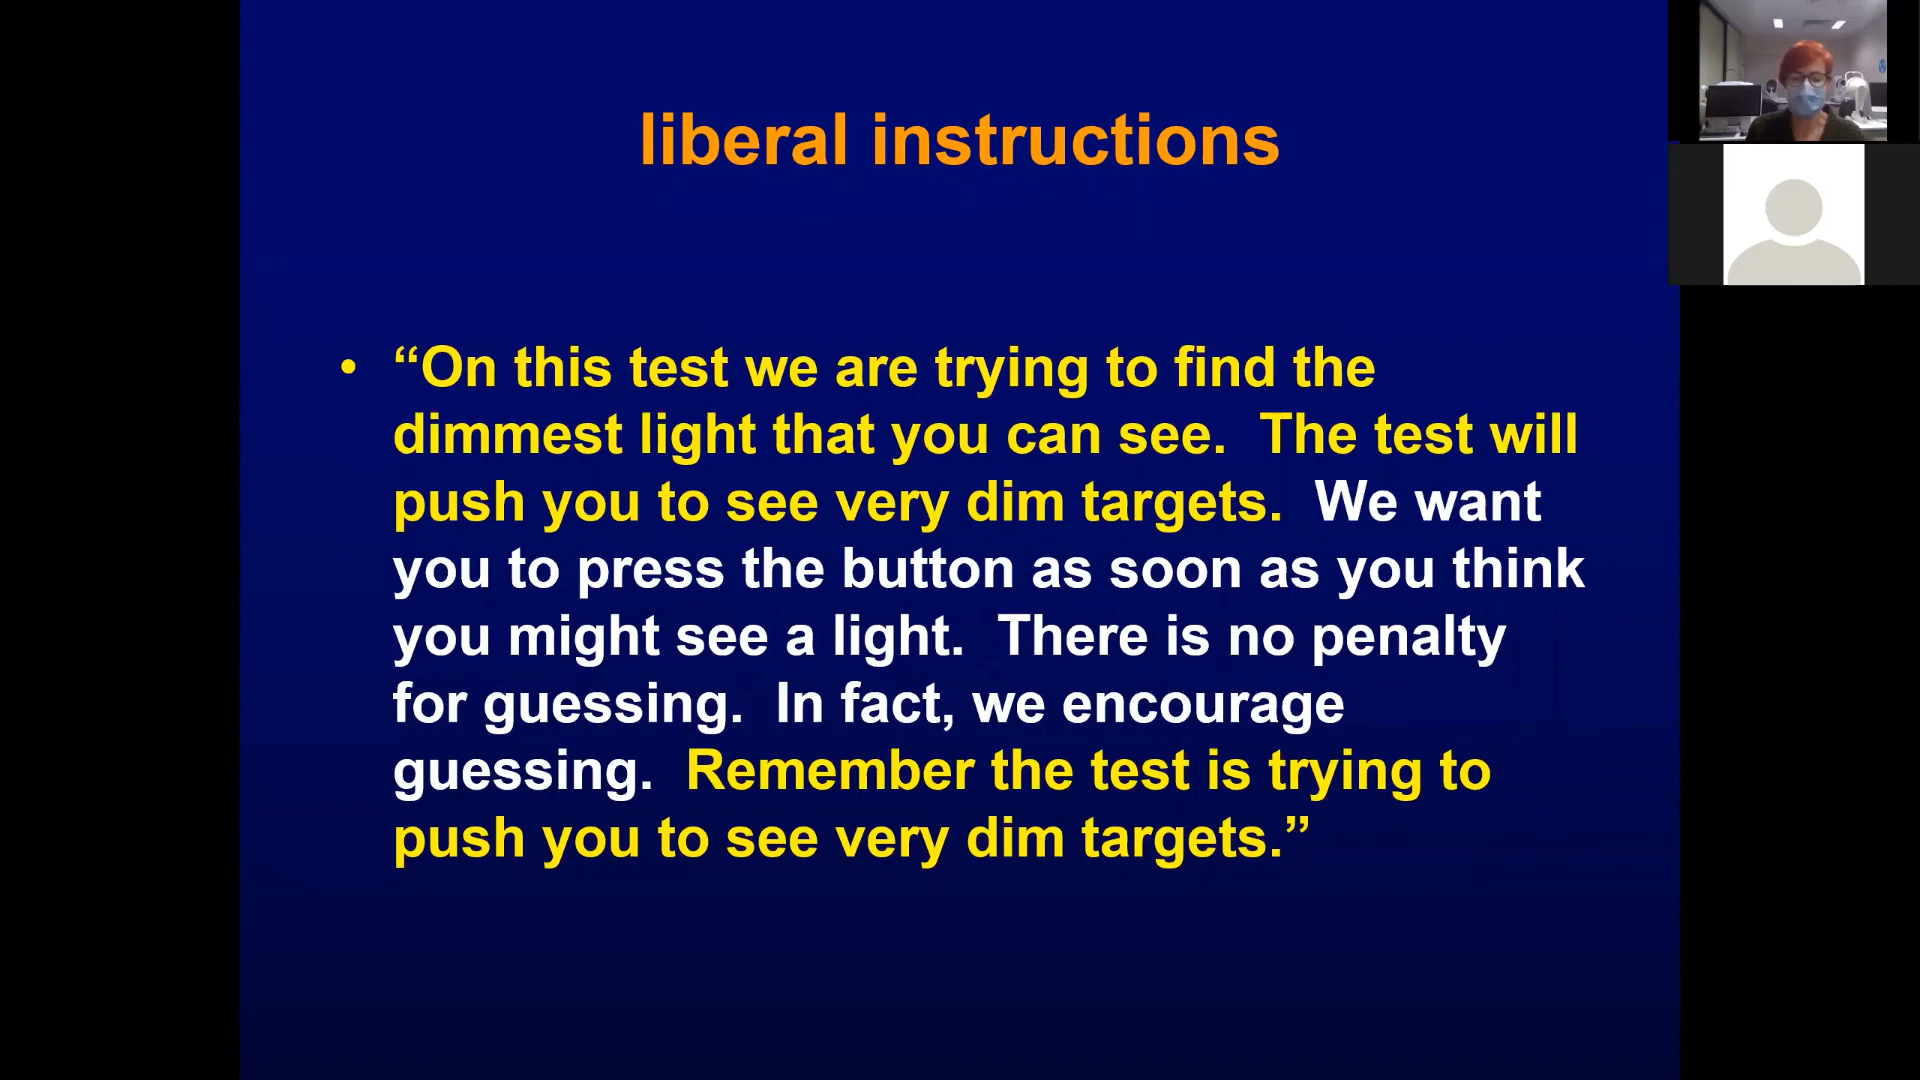 liberal instructions
• “On this test we are trying to find the
dimmest light that you can see.  The test will
push you to see very dim targets.  We want
you to press the button as soon as you think
you might see a light.  There is no penalty
for guessing.  In fact, we encourage
guessing.  Remember the test is trying to
push you to see very dim targets.”